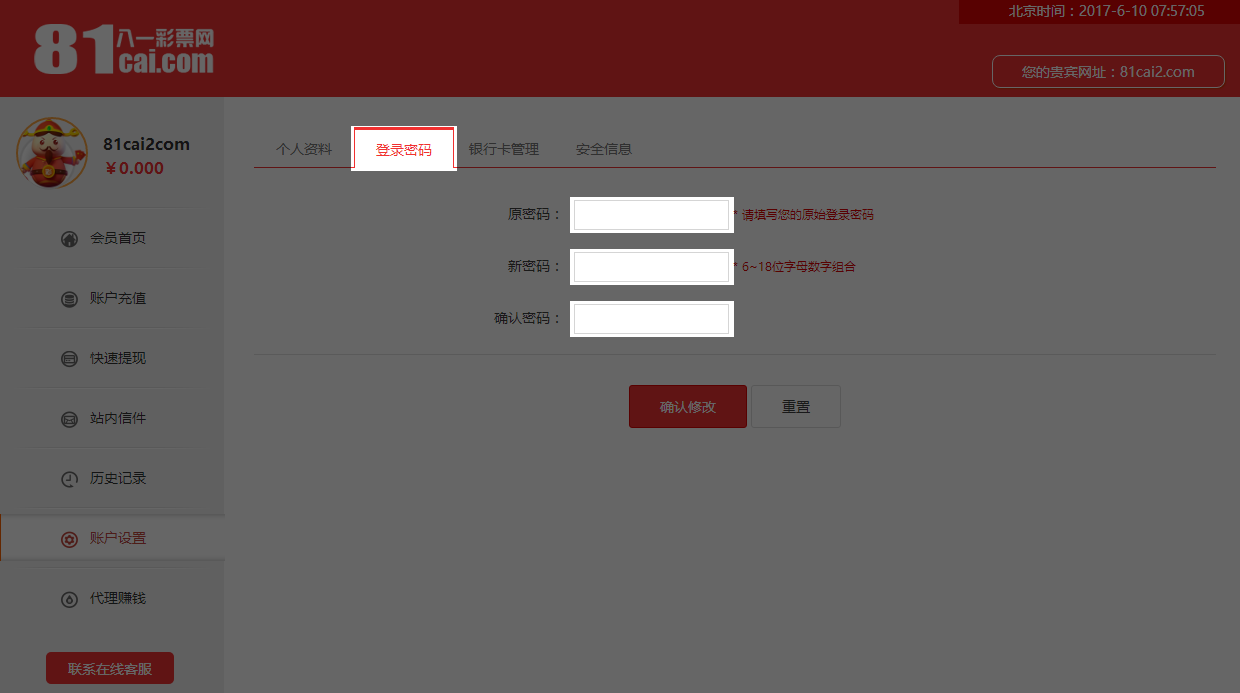 北京时间：2017-6-10 07:57:05
81
八一彩票网
cai.com
您的贵宾网址：81cai2.com
81cai2com
￥0.000
个人资料 登录密码 银行卡管理 安全信息
原密码： * 请填写您的原始登录密码
新密码： * 6~18位字母数字组合
确认密码：
确认修改 重置
会员首页
账户充值
快速提现
站内信件
历史记录
账户设置
代理赚钱
联系在线客服